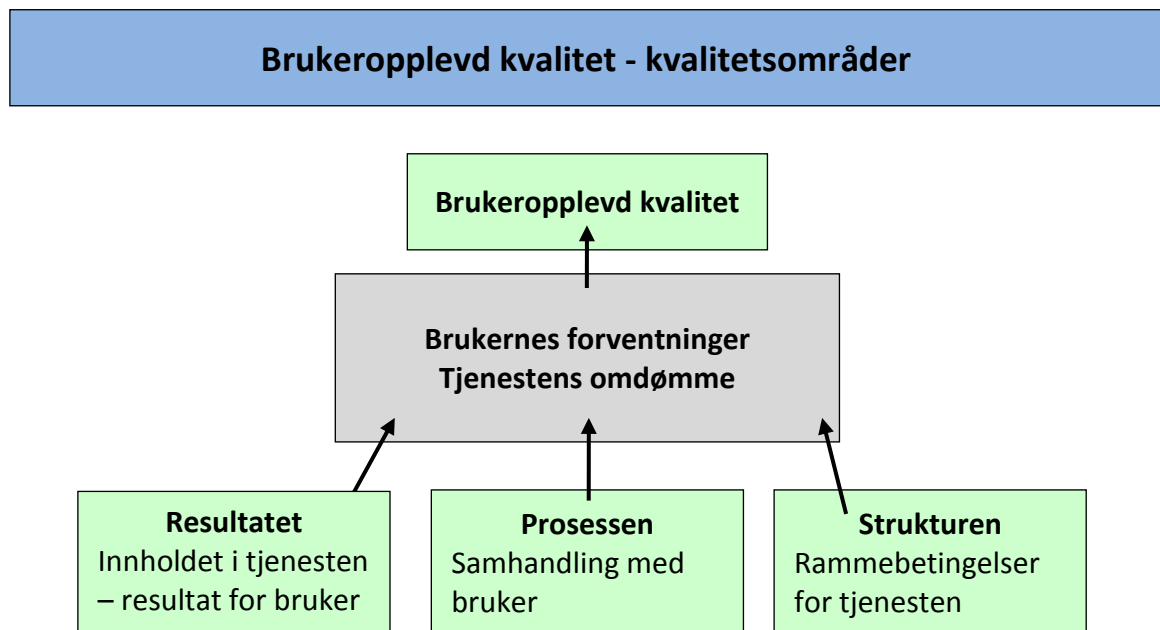 Brukeropplevd kvalitet - kvalitetsområder
Brukeropplevd kvalitet
Brukernes forventninger
Tjenestens omdømme
Resultatet
Innholdet i tjenesten
– resultat for bruker
Prosessen
Samhandling med
bruker
Strukturen
Rammebetingelser
for tjenesten